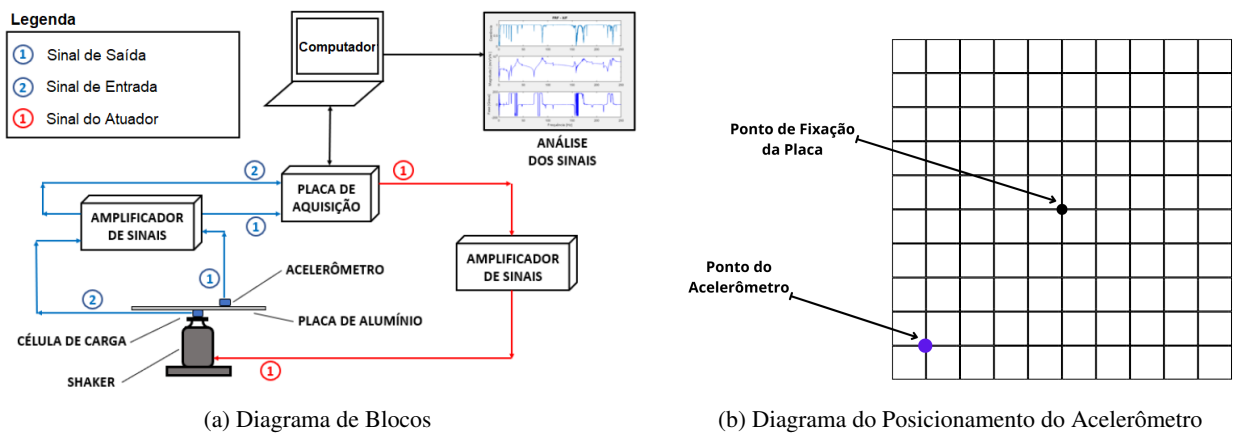 Legenda
1 Sinal de Saída
2 Sinal de Entrada
1 Sinal do Atuador
Computador
ANÁLISE
DOS SINAIS
2
PLACA DE
AQUISIÇÃO
1
AMPLIFICADOR
DE SINAIS
1
AMPLIFICADOR
DE SINAIS
1
ACELERÔMETRO
2
PLACA DE ALUMÍNIO
CÉLULA DE CARGA
SHAKER
1
(a) Diagrama de Blocos
Ponto de Fixação
da Placa
Ponto do
Acelerômetro
(b) Diagrama do Posicionamento do Acelerômetro